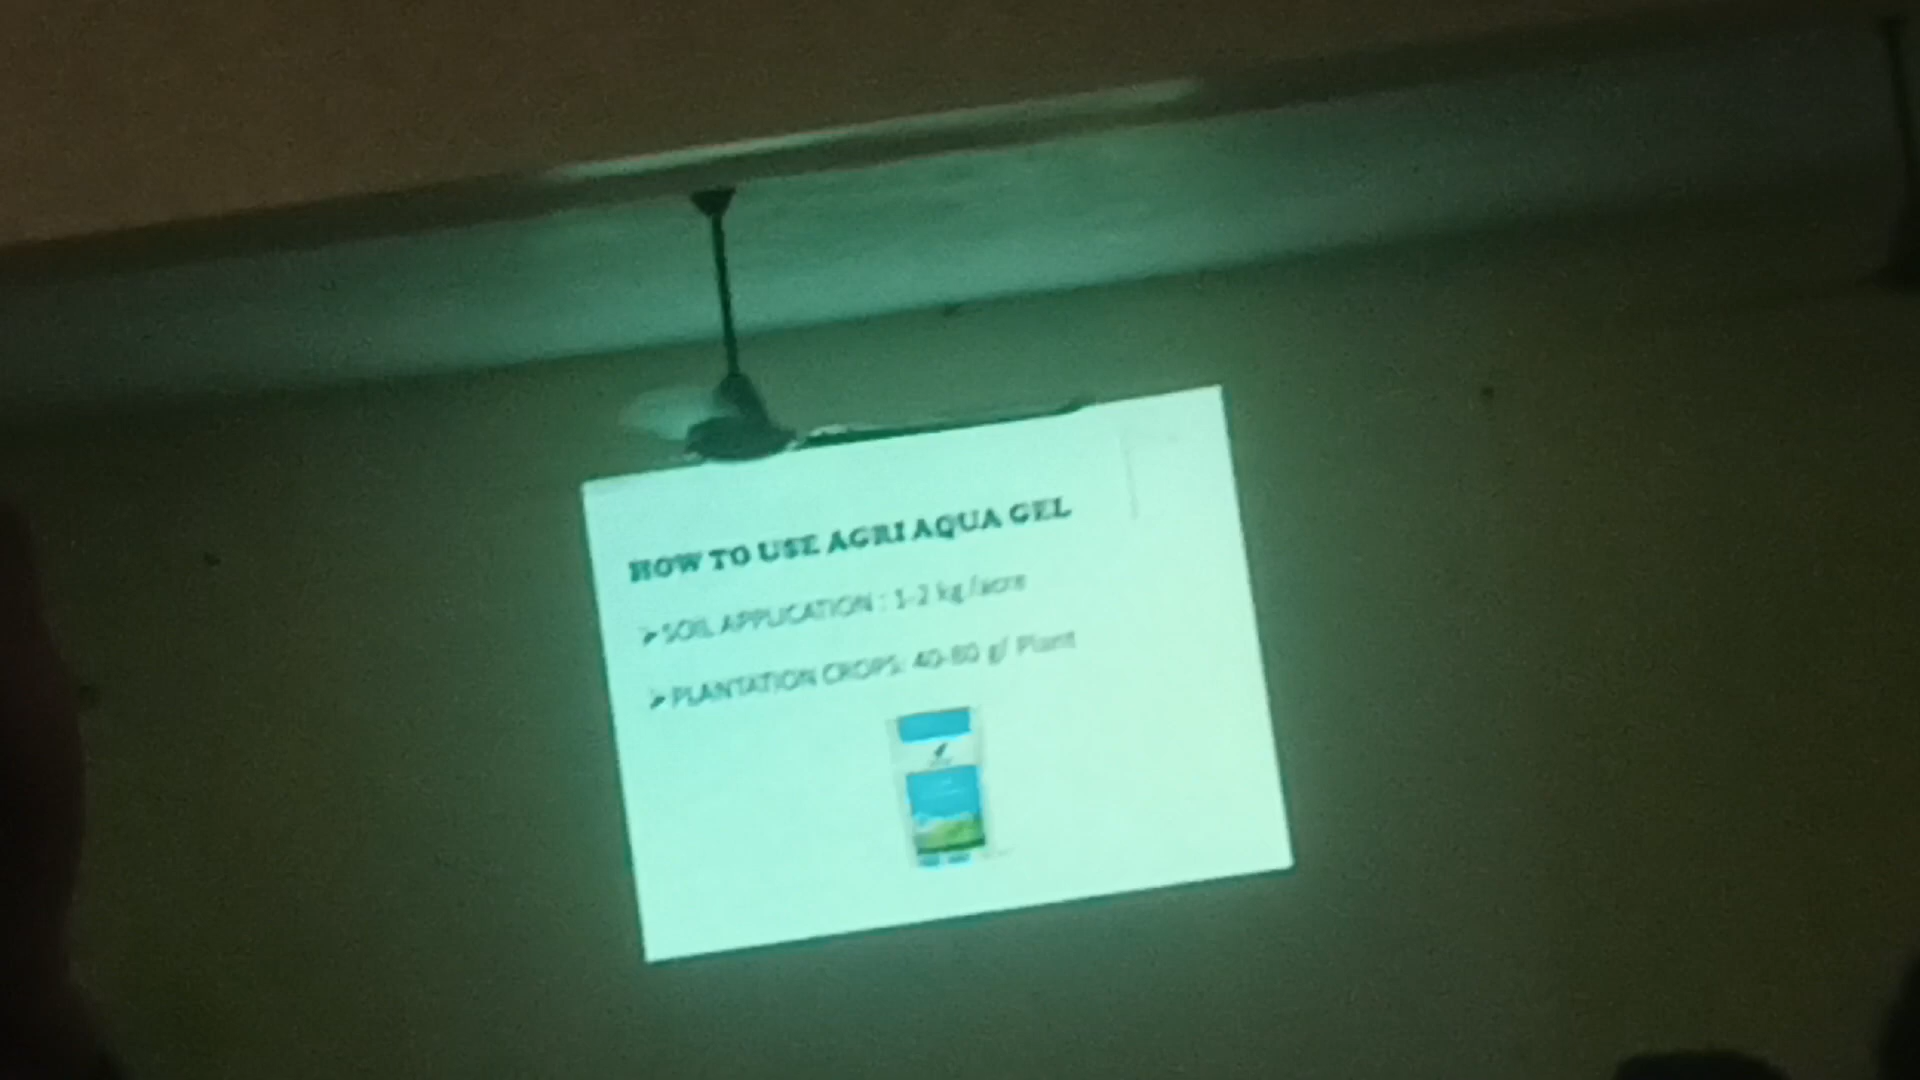 HOW TO USE AGRI AQUA GEL
➢SOIL APPLICATION : 1-2 kg /acre
➢PLANTATION CROPS: 40-80 g/ Plant